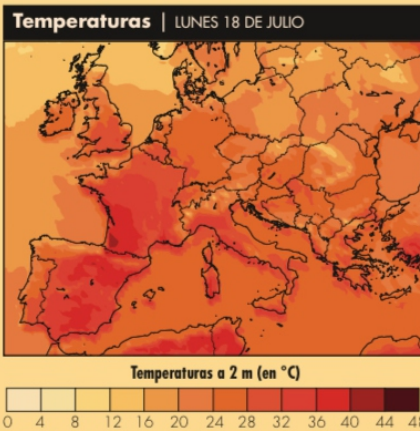 Temperaturas | LUNES 18 DE JULIO
Temperaturas a 2 m (en °C)
0 4 8 12 16 20 24 28 32 36 40 44 48